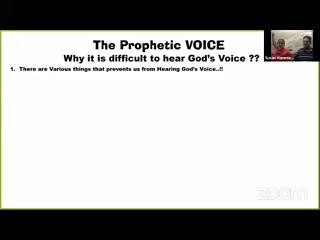 The Prophetic VOICE
Why it is difficult to hear God's Voice ??
1. There are Various things that prevents us from Hearing God's Voice..!!
Susan
zoom